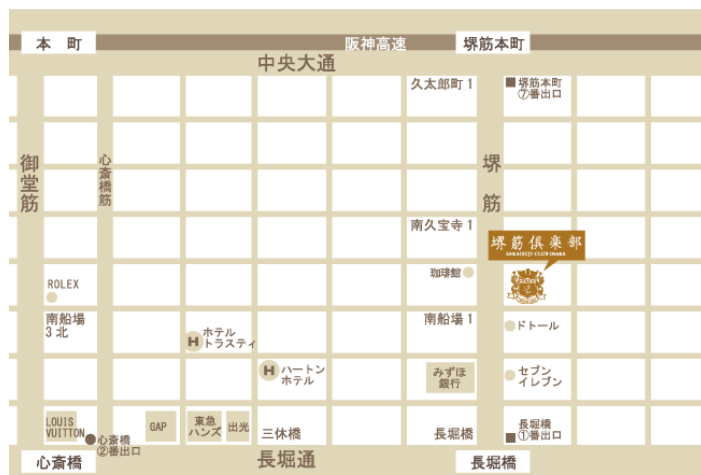 本町
阪神高速
堺筋本町
中央大通
久太郎町 1
堺筋本町
⑦番出口
御堂筋
心斎橋筋
堺筋
南久宝寺 1
堺筋倶楽部
SAKAISUJI CLUB OSAKA
珈琲館
ROLEX
南船場
3 北
ホテル
トラスティ
南船場 1
ドトール
ハートン
ホテル
みずほ
銀行
セブン
イレブン
LOUIS
VUITTON
心斎橋
②番出口
GAP
東急
ハンズ
出光
三休橋
長堀橋
長堀橋
①番出口
心斎橋
長堀通
長堀橋